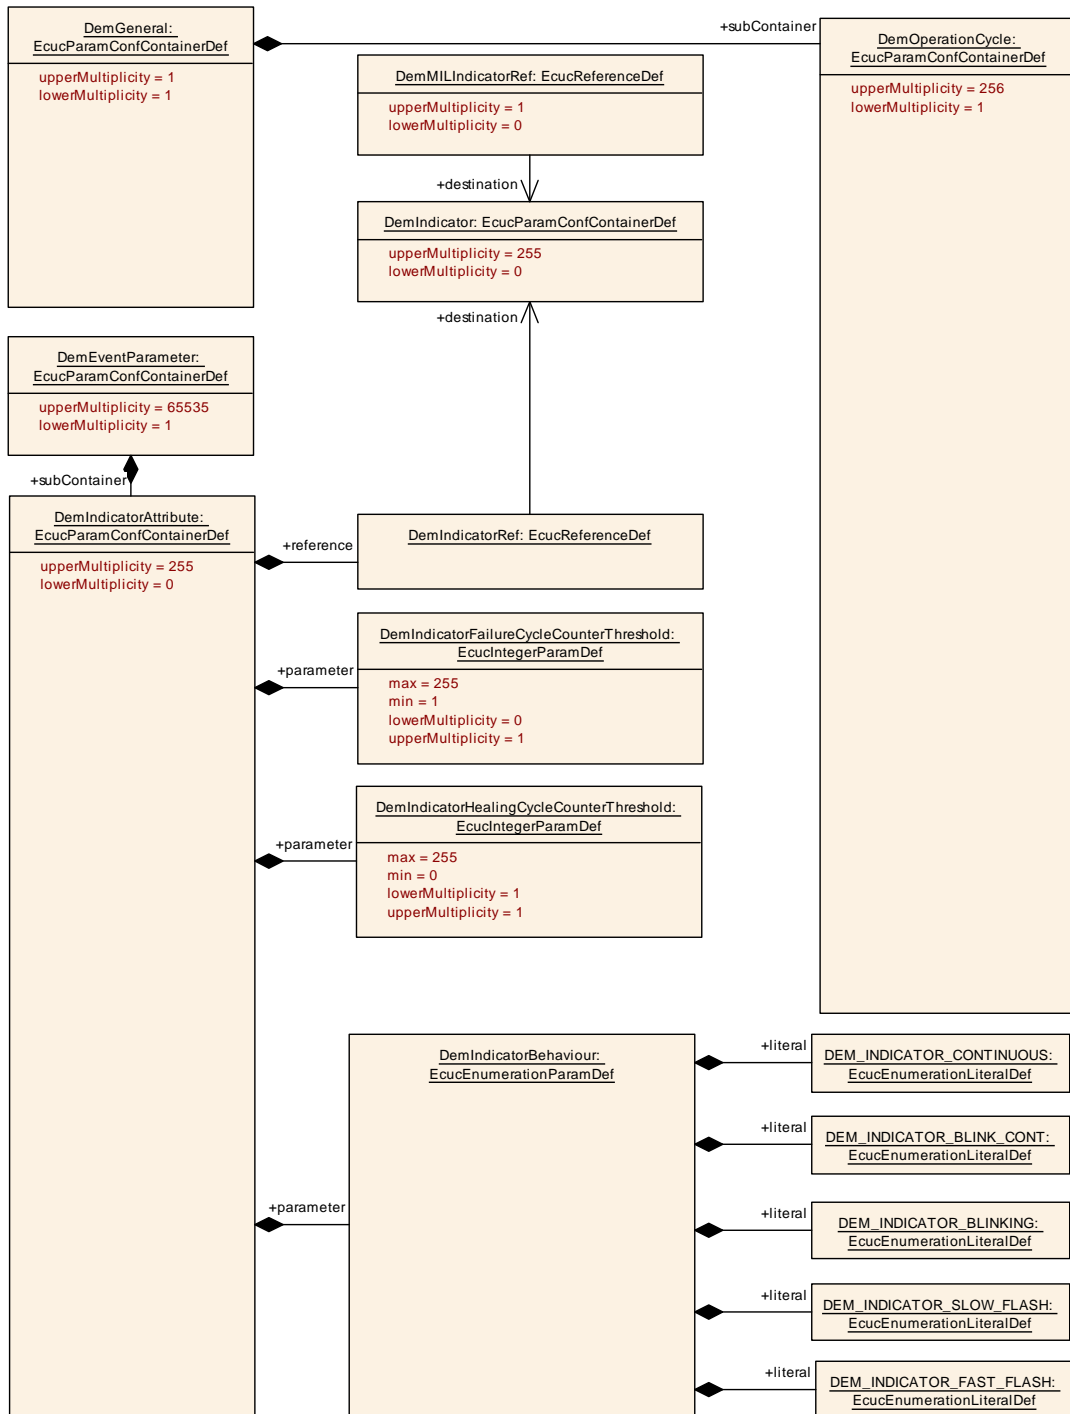 DemGeneral:
EcucParamConfContainerDef
upperMultiplicity = 1
lowerMultiplicity = 1
+subContainer
DemOperationCycle:
EcucParamConfContainerDef
upperMultiplicity = 256
lowerMultiplicity = 1
DemMILIndicatorRef: EcucReferenceDef
upperMultiplicity = 1
lowerMultiplicity = 0
+destination
DemIndicator: EcucParamConfContainerDef
upperMultiplicity = 255
lowerMultiplicity = 0
+destination
DemEventParameter:
EcucParamConfContainerDef
upperMultiplicity = 65535
lowerMultiplicity = 1
+subContainer
DemIndicatorAttribute:
EcucParamConfContainerDef
upperMultiplicity = 255
lowerMultiplicity = 0
+reference
DemIndicatorRef: EcucReferenceDef
+parameter
DemIndicatorFailureCycleCounterThreshold:
EcucIntegerParamDef
max = 255
min = 1
lowerMultiplicity = 0
upperMultiplicity = 1
+parameter
DemIndicatorHealingCycleCounterThreshold:
EcucIntegerParamDef
max = 255
min = 0
lowerMultiplicity = 1
upperMultiplicity = 1
+parameter
DemIndicatorBehaviour:
EcucEnumerationParamDef
+literal
DEM_INDICATOR_CONTINUOUS:
EcucEnumerationLiteralDef
+literal
DEM_INDICATOR_BLINK_CONT:
EcucEnumerationLiteralDef
+literal
DEM_INDICATOR_BLINKING:
EcucEnumerationLiteralDef
+literal
DEM_INDICATOR_SLOW_FLASH:
EcucEnumerationLiteralDef
+literal
DEM_INDICATOR_FAST_FLASH:
EcucEnumerationLiteralDef